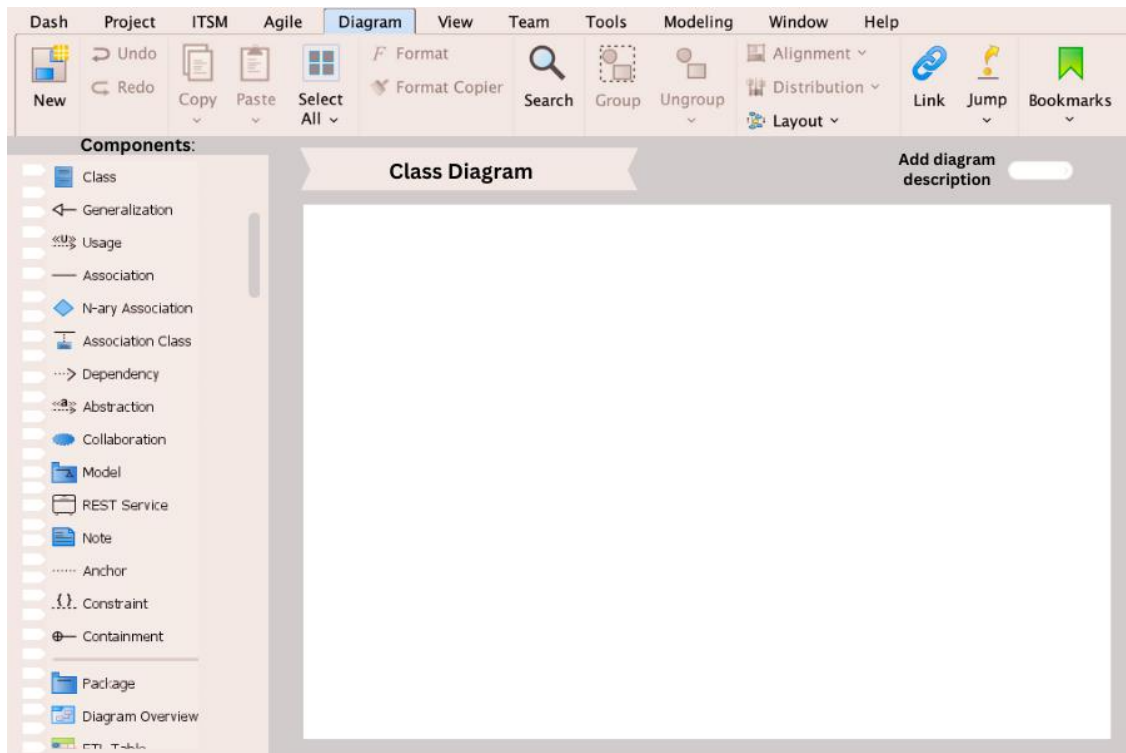 Dash Project ITSM Agile Diagram View Team Tools Modeling Window Help
New
Undo
Redo
Copy
Paste
Select
All
F Format
Format Copier
Search
Group
Ungroup
Alignment
Distribution
Layout
Link
Jump
Bookmarks
Components:
Class
Generalization
«U» Usage
Association
N-ary Association
Association Class
Dependency
«a» Abstraction
Collaboration
Model
REST Service
Note
Anchor
{} Constraint
Containment
Package
Diagram Overview
Class Diagram
Add diagram
description